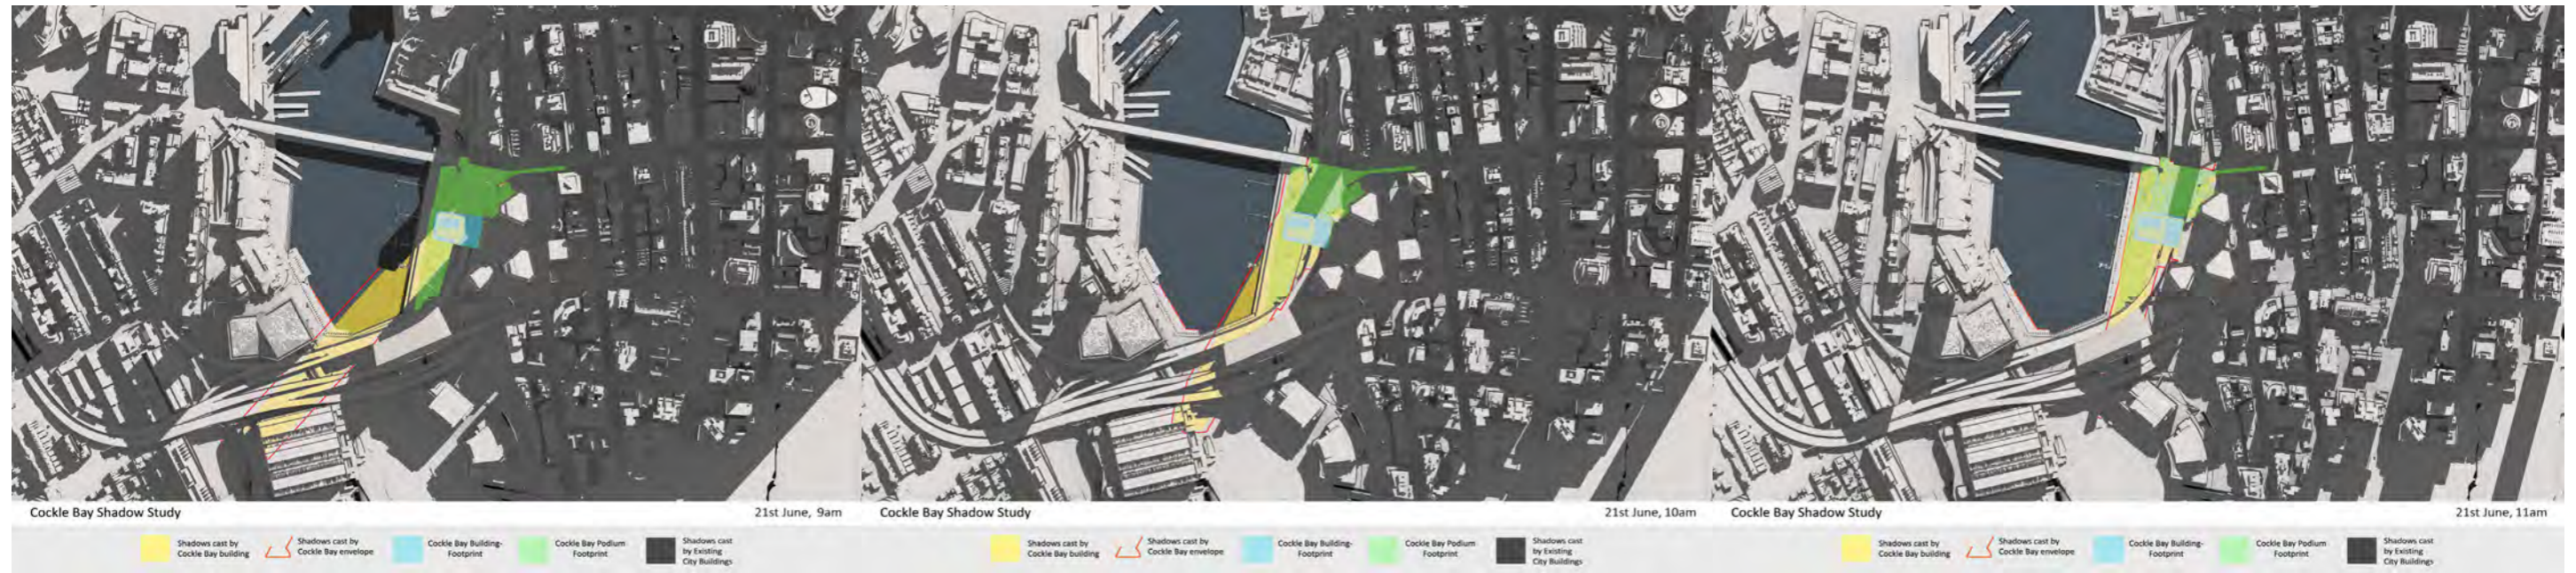 Cockle Bay Shadow Study
21st June, 9am
Shadows cast by
Cockle Bay building
Shadows cast by
Cockle Bay envelope
Cockle Bay Building-
Footprint
Cockle Bay Podium
Footprint
Shadows cast
by Existing
City Buildings
Cockle Bay Shadow Study
21st June, 10am
Shadows cast by
Cockle Bay building
Shadows cast by
Cockle Bay envelope
Cockle Bay Building-
Footprint
Cockle Bay Podium
Footprint
Shadows cast
by Existing
City Buildings
Cockle Bay Shadow Study
21st June, 11am
Shadows cast by
Cockle Bay building
Shadows cast by
Cockle Bay envelope
Cockle Bay Building-
Footprint
Cockle Bay Podium
Footprint
Shadows cast
by Existing
City Buildings